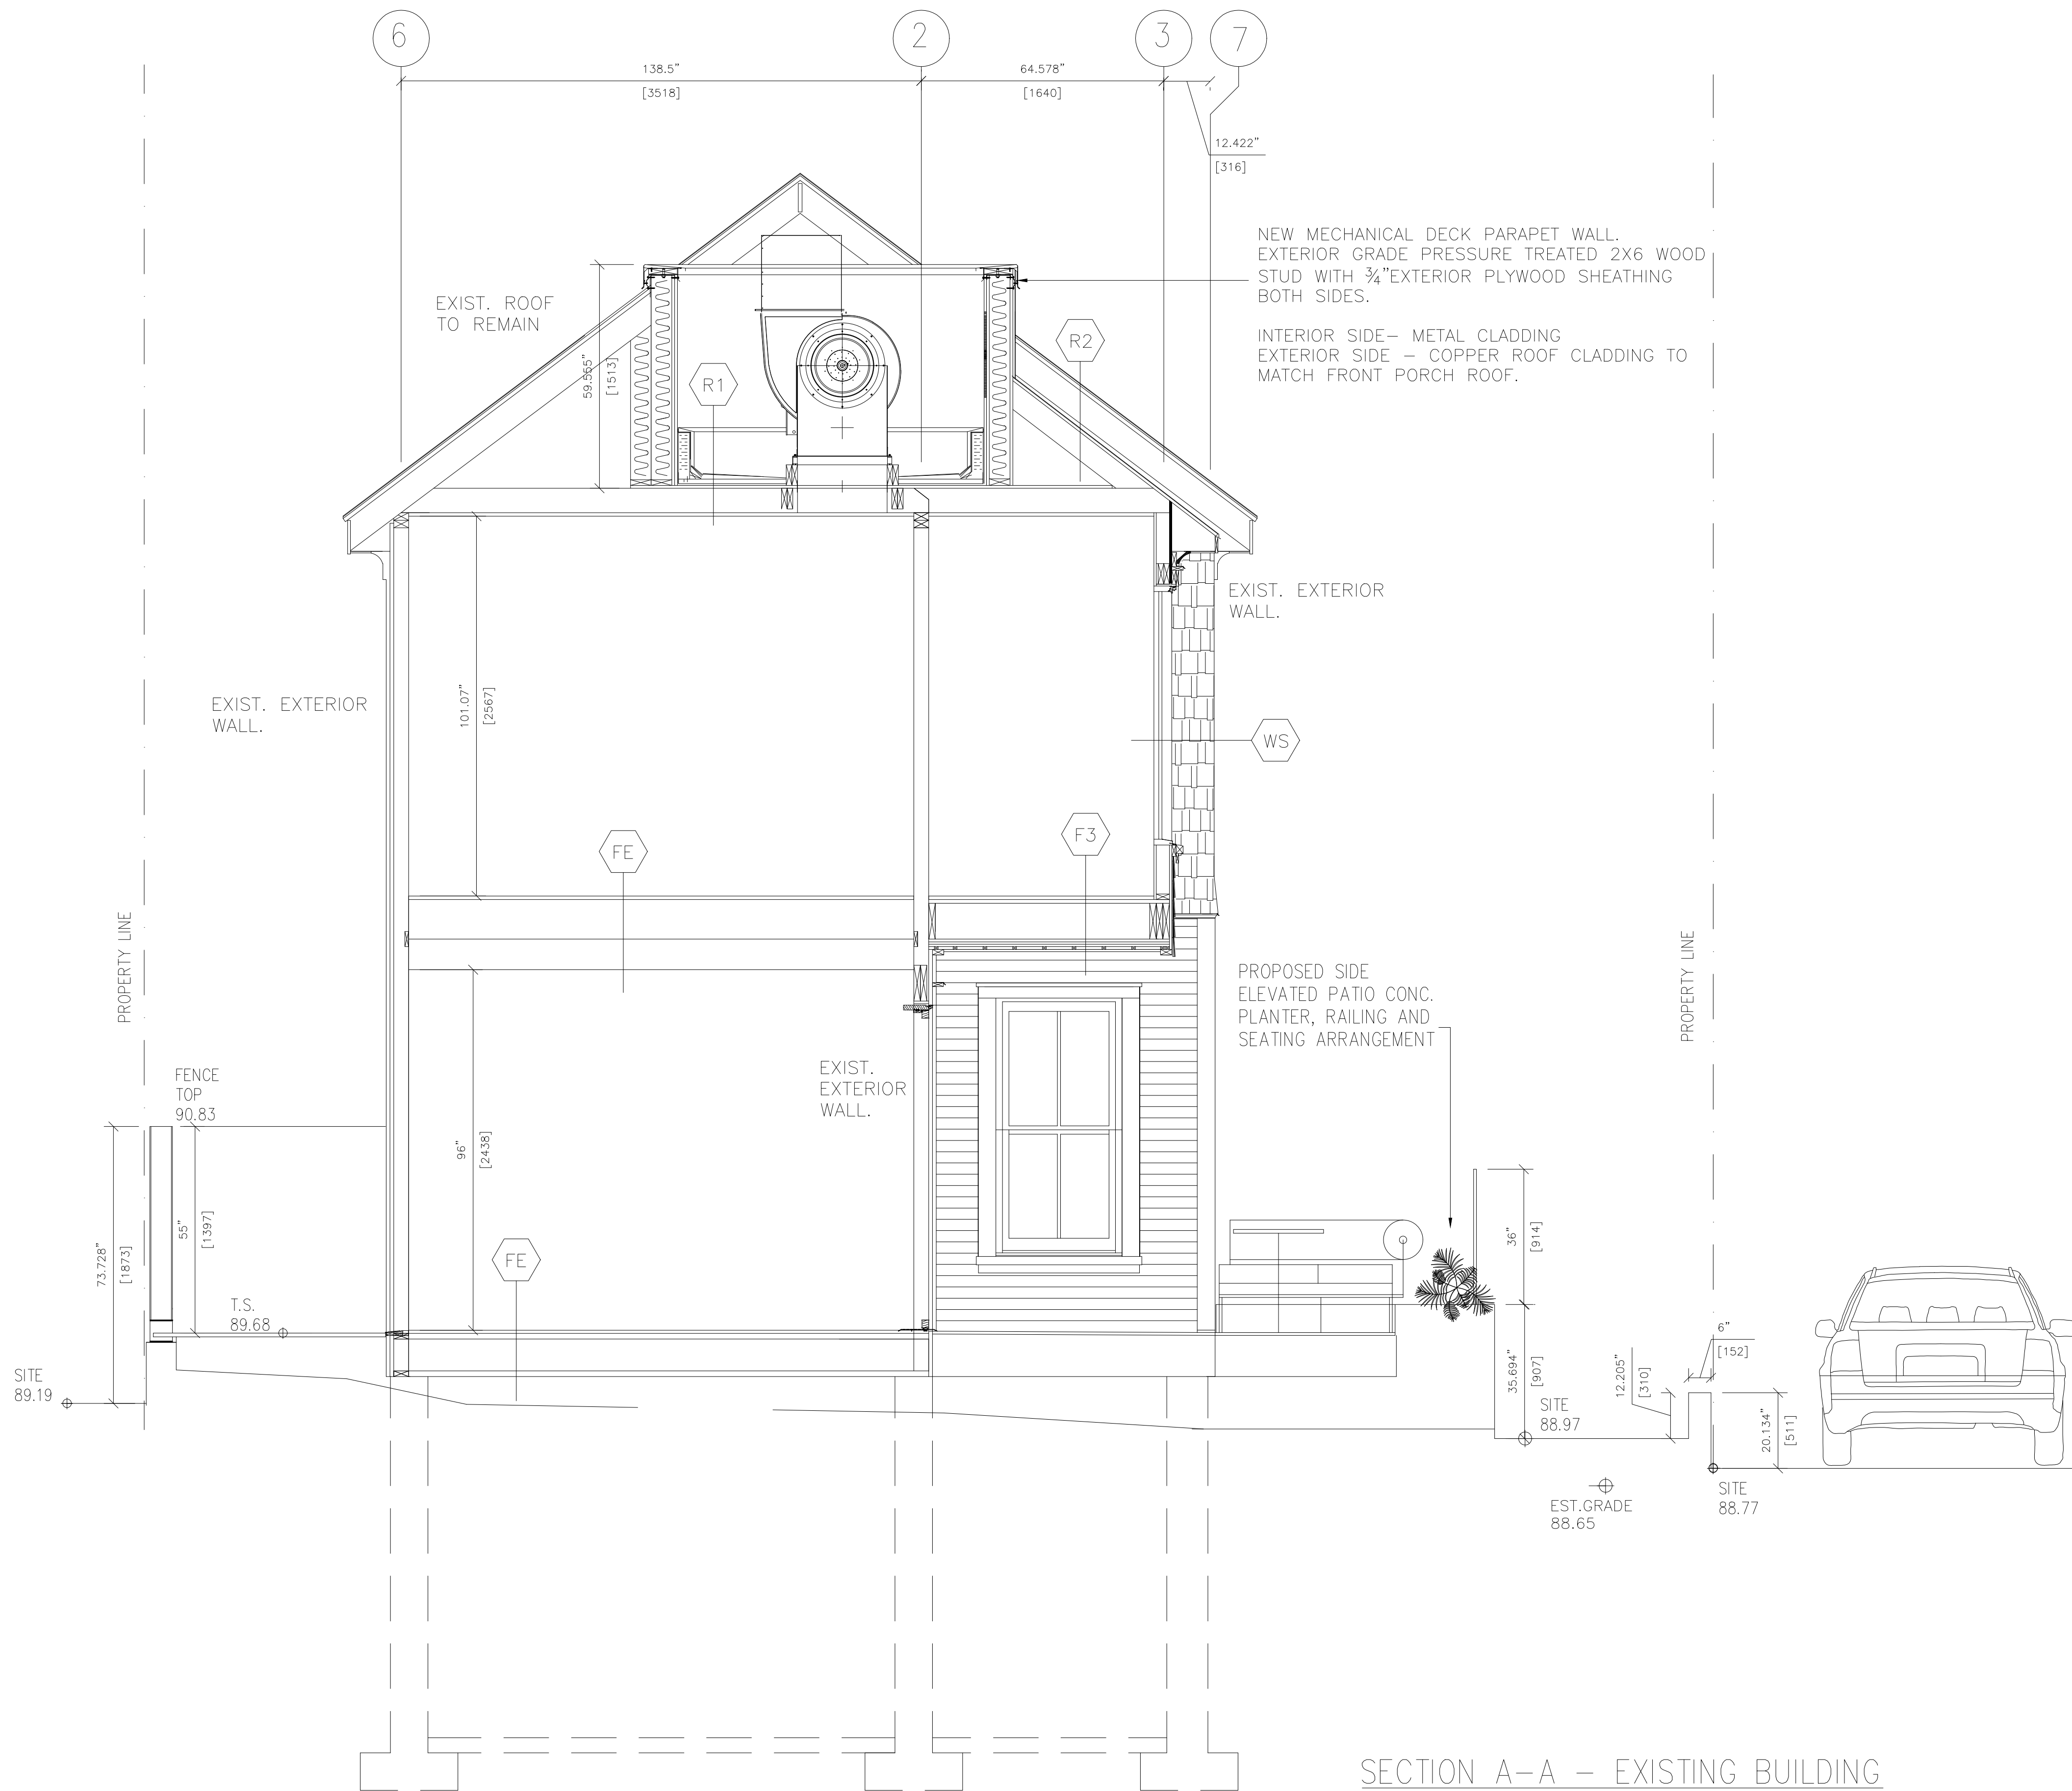 6
2
3
7
138.5"
[3518]
64.578"
[1640]
12.422"
[316]
NEW MECHANICAL DECK PARAPET WALL.
EXTERIOR GRADE PRESSURE TREATED 2X6 WOOD
STUD WITH ¾"EXTERIOR PLYWOOD SHEATHING
BOTH SIDES.
INTERIOR SIDE- METAL CLADDING
EXTERIOR SIDE - COPPER ROOF CLADDING TO
MATCH FRONT PORCH ROOF.
EXIST. ROOF
TO REMAIN
59.565"
[1513]
R1
R2
EXIST. EXTERIOR
WALL.
EXIST. EXTERIOR
WALL.
101.07"
[2567]
WS
FE
F3
PROPERTY LINE
PROPERTY LINE
PROPOSED SIDE
ELEVATED PATIO CONC.
PLANTER, RAILING AND
SEATING ARRANGEMENT
EXIST.
EXTERIOR
WALL.
FENCE
TOP
90.83
96"
[2438]
55"
[1397]
73.728"
[1873]
T.S.
89.68
FE
SITE
89.19
36"
[914]
35.694"
[907]
SITE
88.97
12.205"
[310]
6"
[152]
20.134"
[511]
EST.GRADE
88.65
SITE
88.77
SECTION A-A - EXISTING BUILDING